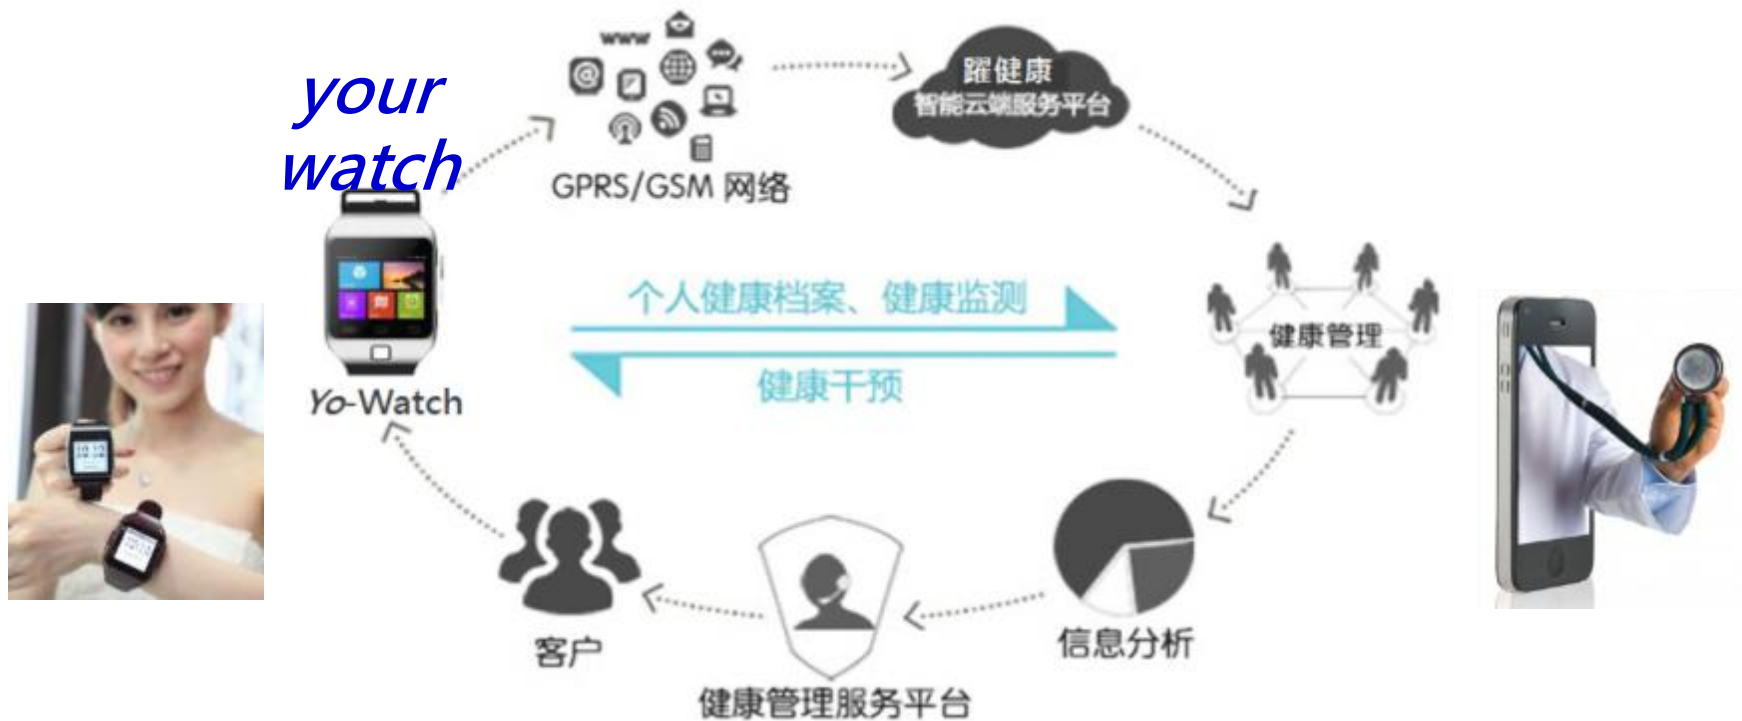 your
watch
www
@
GPRS/GSM 网络
躍健康
智能云端服务平台
个人健康档案、健康监测
健康干预
健康管理
Yo-Watch
客户
健康管理服务平台
信息分析